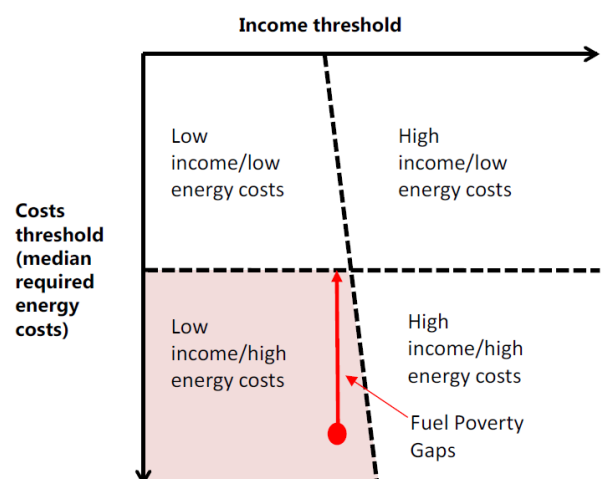 Income threshold
Low
income/low
energy costs
High
income/low
energy costs
Costs
threshold
(median
required
energy
costs)
Low
income/high
energy costs
High
income/high
energy costs
Fuel Poverty
Gaps